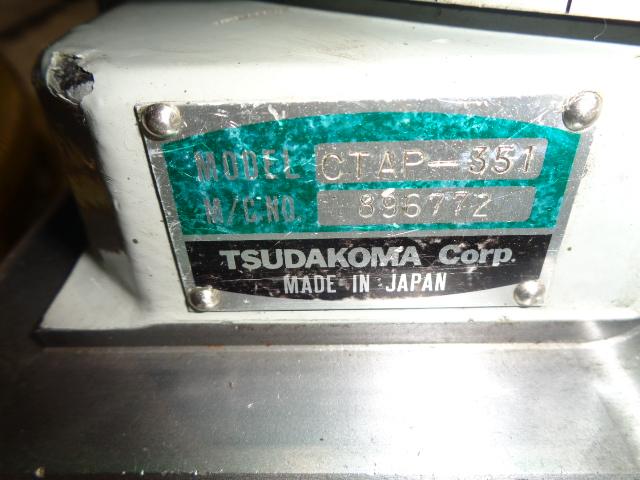 MODEL CTAP-351
M/C.NO. 896772
TSUDAKOMA Corp.
MADE IN JAPAN